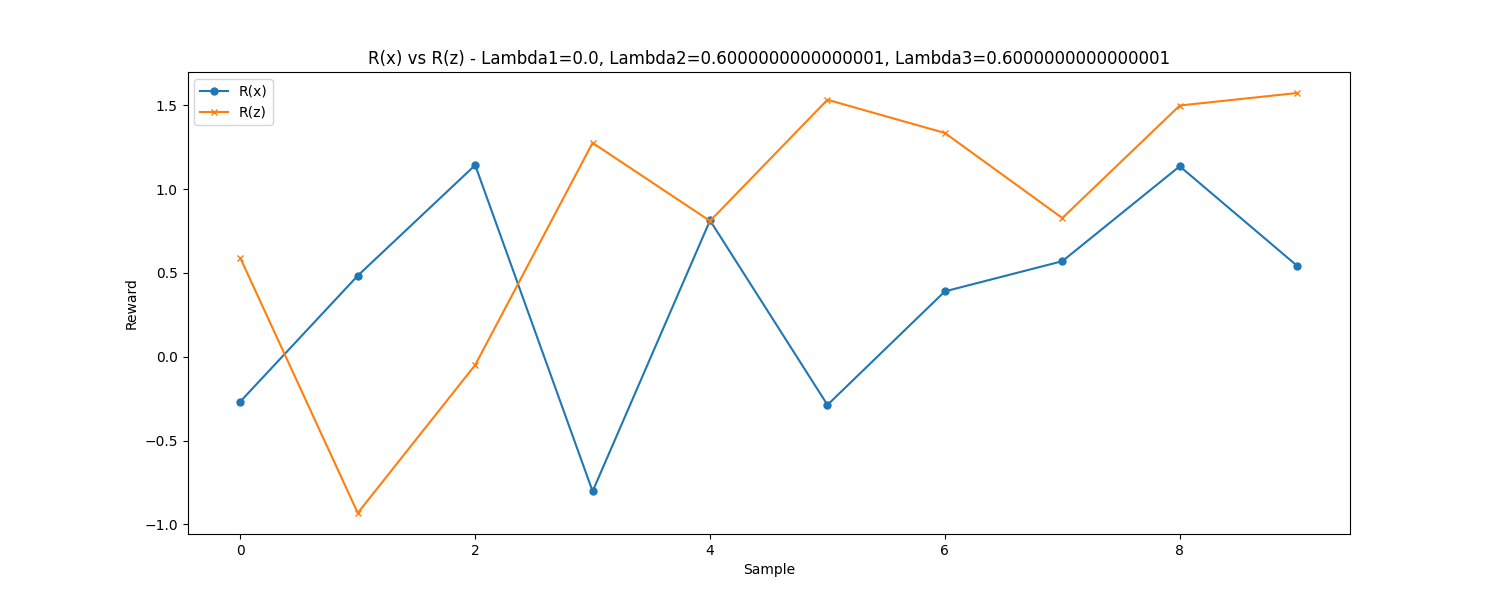 R(x) vs R(z) - Lambda1=0.0, Lambda2=0.6000000000000001, Lambda3=0.6000000000000001
R(x)
R(z)
1.5
1.0
0.5
0.0
−0.5
−1.0
Reward
0 2 4 6 8
Sample